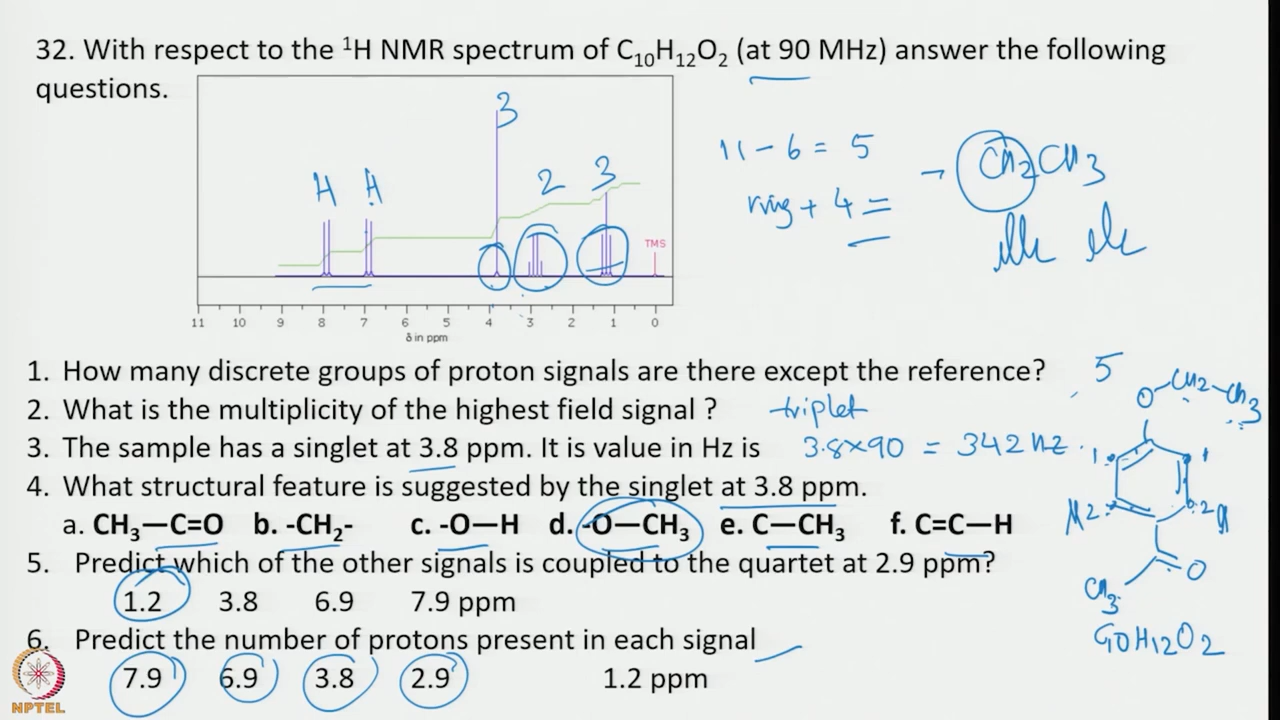 32. With respect to the ¹H NMR spectrum of C₁₀H₁₂O₂ (at 90 MHz) answer the following
questions.
3
H H 2 3
TMS
11 10 9 8 7 6 5 4 3 2 1 0
δ in ppm
11 - 6 = 5
ring + 4 =
CH2CH3
1. How many discrete groups of proton signals are there except the reference? 5
2. What is the multiplicity of the highest field signal ? triplet
3. The sample has a singlet at 3.8 ppm. It is value in Hz is 3.8×90 = 342 Hz
4. What structural feature is suggested by the singlet at 3.8 ppm.
a. CH₃—C=O b. -CH₂- c. -O—H d. -O—CH₃ e. C—CH₃ f. C=C—H
5. Predict which of the other signals is coupled to the quartet at 2.9 ppm?
1.2 3.8 6.9 7.9 ppm
6. Predict the number of protons present in each signal
7.9 6.9 3.8 2.9 1.2 ppm
O-CH2-CH3
O
CH3
C10H12O2
NPTEL